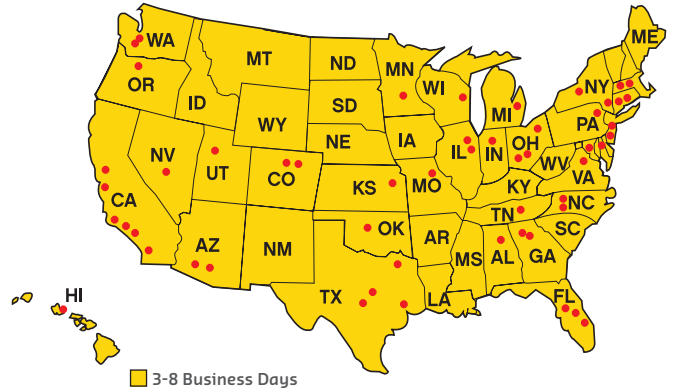 WA
MT
ND
MN
ME
OR
ID
SD
WI
MI
NY
WY
NE
IA
PA
NV
UT
CO
KS
MO
IL
IN
OH
WV
VA
CA
KY
AZ
NM
OK
AR
TN
NC
SC
TX
LA
MS
AL
GA
FL
HI
3-8 Business Days